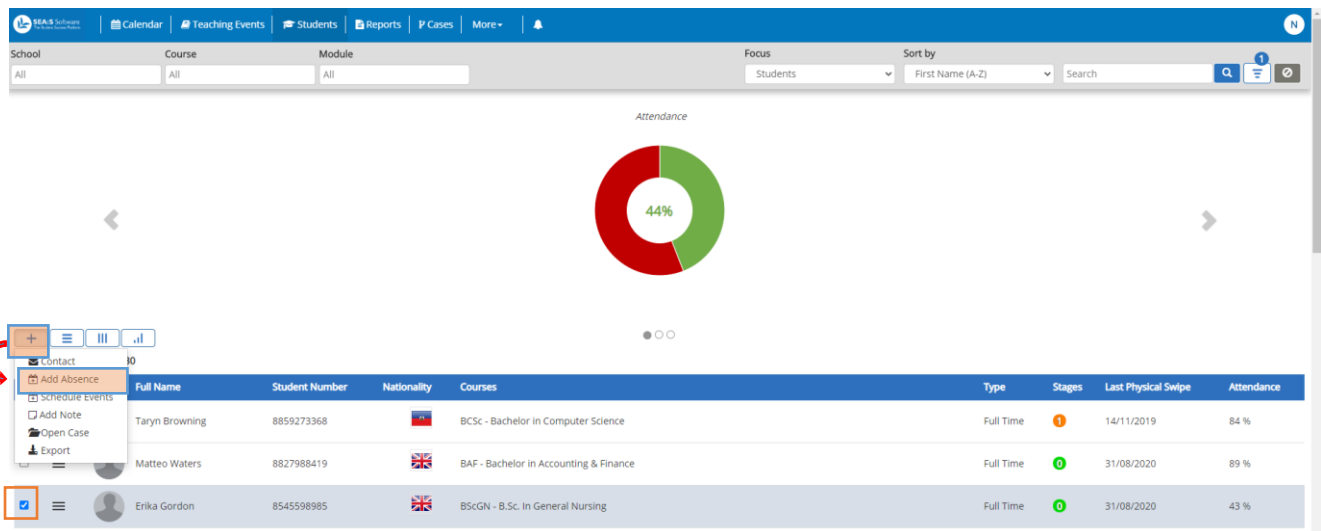 SEAtS Software
Calendar Teaching Events Students Reports Cases More N
School Course Module Focus Sort by 1
All All All Students First Name (A-Z) Search
Attendance
44%
Contact
Add Absence
Schedule Events
Add Note
Open Case
Export
Full Name Student Number Nationality Courses Type Stages Last Physical Swipe Attendance
Taryn Browning 8859273368 BCSc - Bachelor in Computer Science Full Time 1 14/11/2019 84 %
Matteo Waters 8827988419 BAF - Bachelor in Accounting & Finance Full Time 0 31/08/2020 89 %
Erika Gordon 8545598985 BScGN - B.Sc. In General Nursing Full Time 0 31/08/2020 43 %